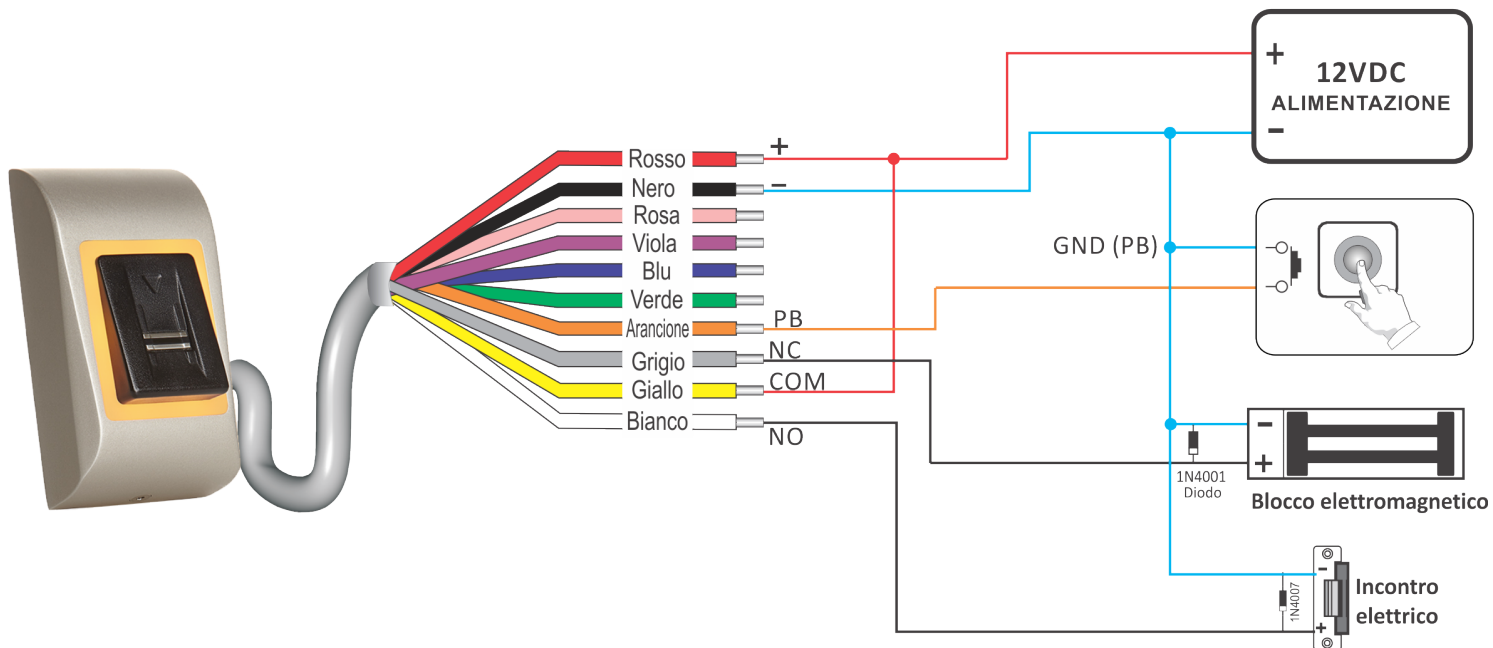 +
12VDC
ALIMENTAZIONE
−
Rosso
+
Nero
−
Rosa
Viola
Blu
Verde
Arancione
PB
Grigio
NC
Giallo
COM
Bianco
NO
GND (PB)
−
+
1N4001
Diodo
Blocco elettromagnetico
−
+
1N4007
Incontro
elettrico